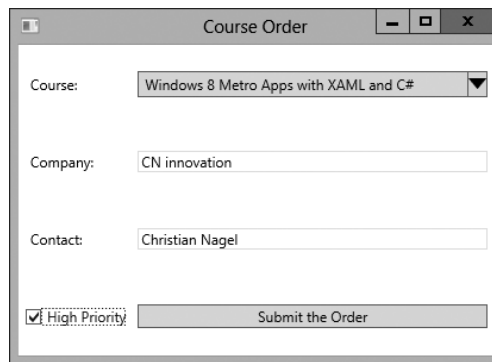 Course Order
Course: Windows 8 Metro Apps with XAML and C#
Company: CN innovation
Contact: Christian Nagel
High Priority Submit the Order